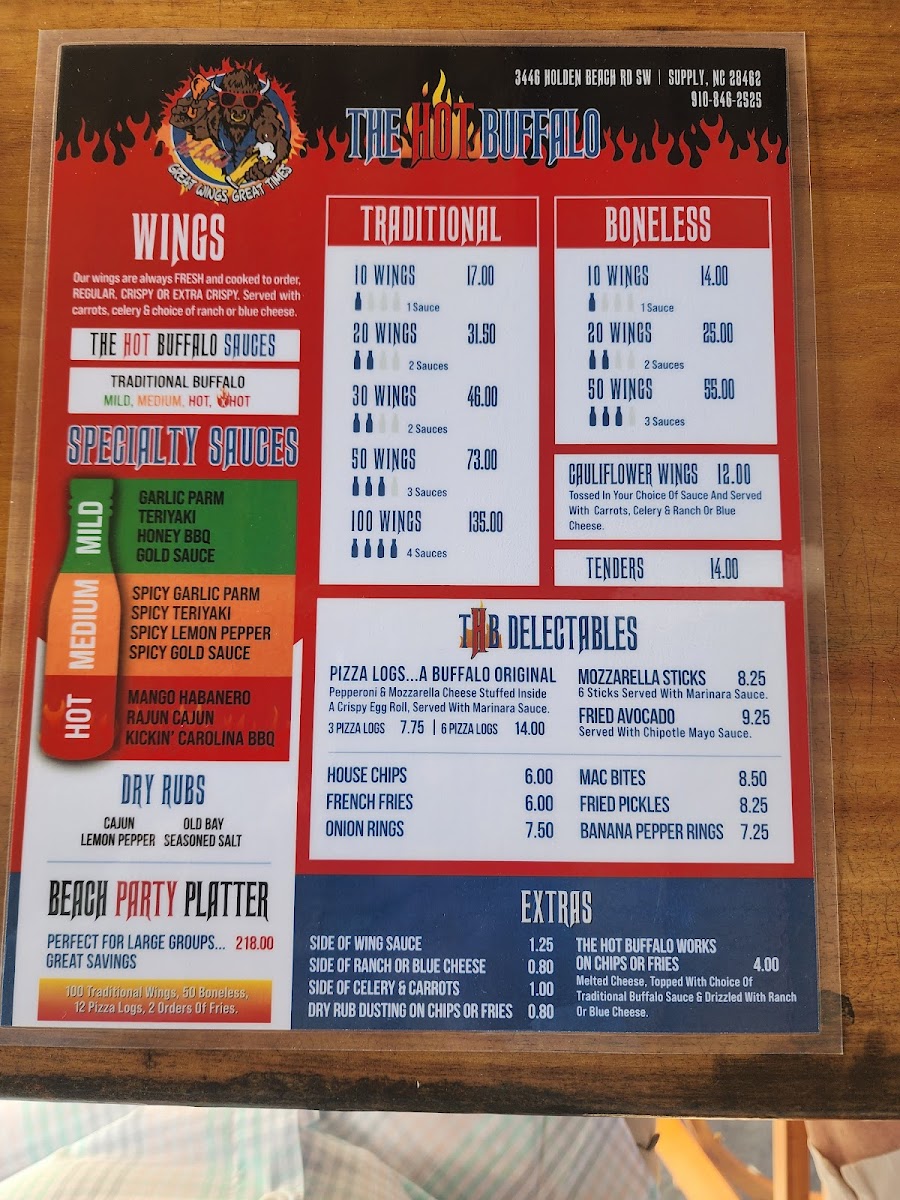 3446 HOLDEN BEACH RD SW | SUPPLY, NC 28462
910-846-2525
THE HOT BUFFALO
GREAT WINGS, GREAT TIMES
WINGS
Our wings are always FRESH and cooked to order,
REGULAR, CRISPY OR EXTRA CRISPY. Served with
carrots, celery & choice of ranch or blue cheese.
THE HOT BUFFALO SAUCES
TRADITIONAL BUFFALO
MILD, MEDIUM, HOT, XHOT
SPECIALTY SAUCES
MILD
GARLIC PARM
TERIYAKI
HONEY BBQ
GOLD SAUCE
MEDIUM
SPICY GARLIC PARM
SPICY TERIYAKI
SPICY LEMON PEPPER
SPICY GOLD SAUCE
HOT
MANGO HABANERO
RAJUN CAJUN
KICKIN' CAROLINA BBQ
DRY RUBS
CAJUN OLD BAY
LEMON PEPPER SEASONED SALT
BEACH PARTY PLATTER
PERFECT FOR LARGE GROUPS... 218.00
GREAT SAVINGS
100 Traditional Wings, 50 Boneless,
12 Pizza Logs, 2 Orders Of Fries.
TRADITIONAL
10 WINGS 17.00
1 Sauce
20 WINGS 31.50
2 Sauces
30 WINGS 46.00
2 Sauces
50 WINGS 73.00
3 Sauces
100 WINGS 135.00
4 Sauces
BONELESS
10 WINGS 14.00
1 Sauce
20 WINGS 25.00
2 Sauces
50 WINGS 55.00
3 Sauces
CAULIFLOWER WINGS 12.00
Tossed In Your Choice Of Sauce And Served
With Carrots, Celery & Ranch Or Blue
Cheese.
TENDERS 14.00
THB DELECTABLES
PIZZA LOGS...A BUFFALO ORIGINAL
Pepperoni & Mozzarella Cheese Stuffed Inside
A Crispy Egg Roll, Served With Marinara Sauce.
3 PIZZA LOGS 7.75 | 6 PIZZA LOGS 14.00
MOZZARELLA STICKS 8.25
6 Sticks Served With Marinara Sauce.
FRIED AVOCADO 9.25
Served With Chipotle Mayo Sauce.
HOUSE CHIPS 6.00
FRENCH FRIES 6.00
ONION RINGS 7.50
MAC BITES 8.50
FRIED PICKLES 8.25
BANANA PEPPER RINGS 7.25
EXTRAS
SIDE OF WING SAUCE 1.25
SIDE OF RANCH OR BLUE CHEESE 0.80
SIDE OF CELERY & CARROTS 1.00
DRY RUB DUSTING ON CHIPS OR FRIES 0.80
THE HOT BUFFALO WORKS
ON CHIPS OR FRIES 4.00
Melted Cheese, Topped With Choice Of
Traditional Buffalo Sauce & Drizzled With Ranch
Or Blue Cheese.